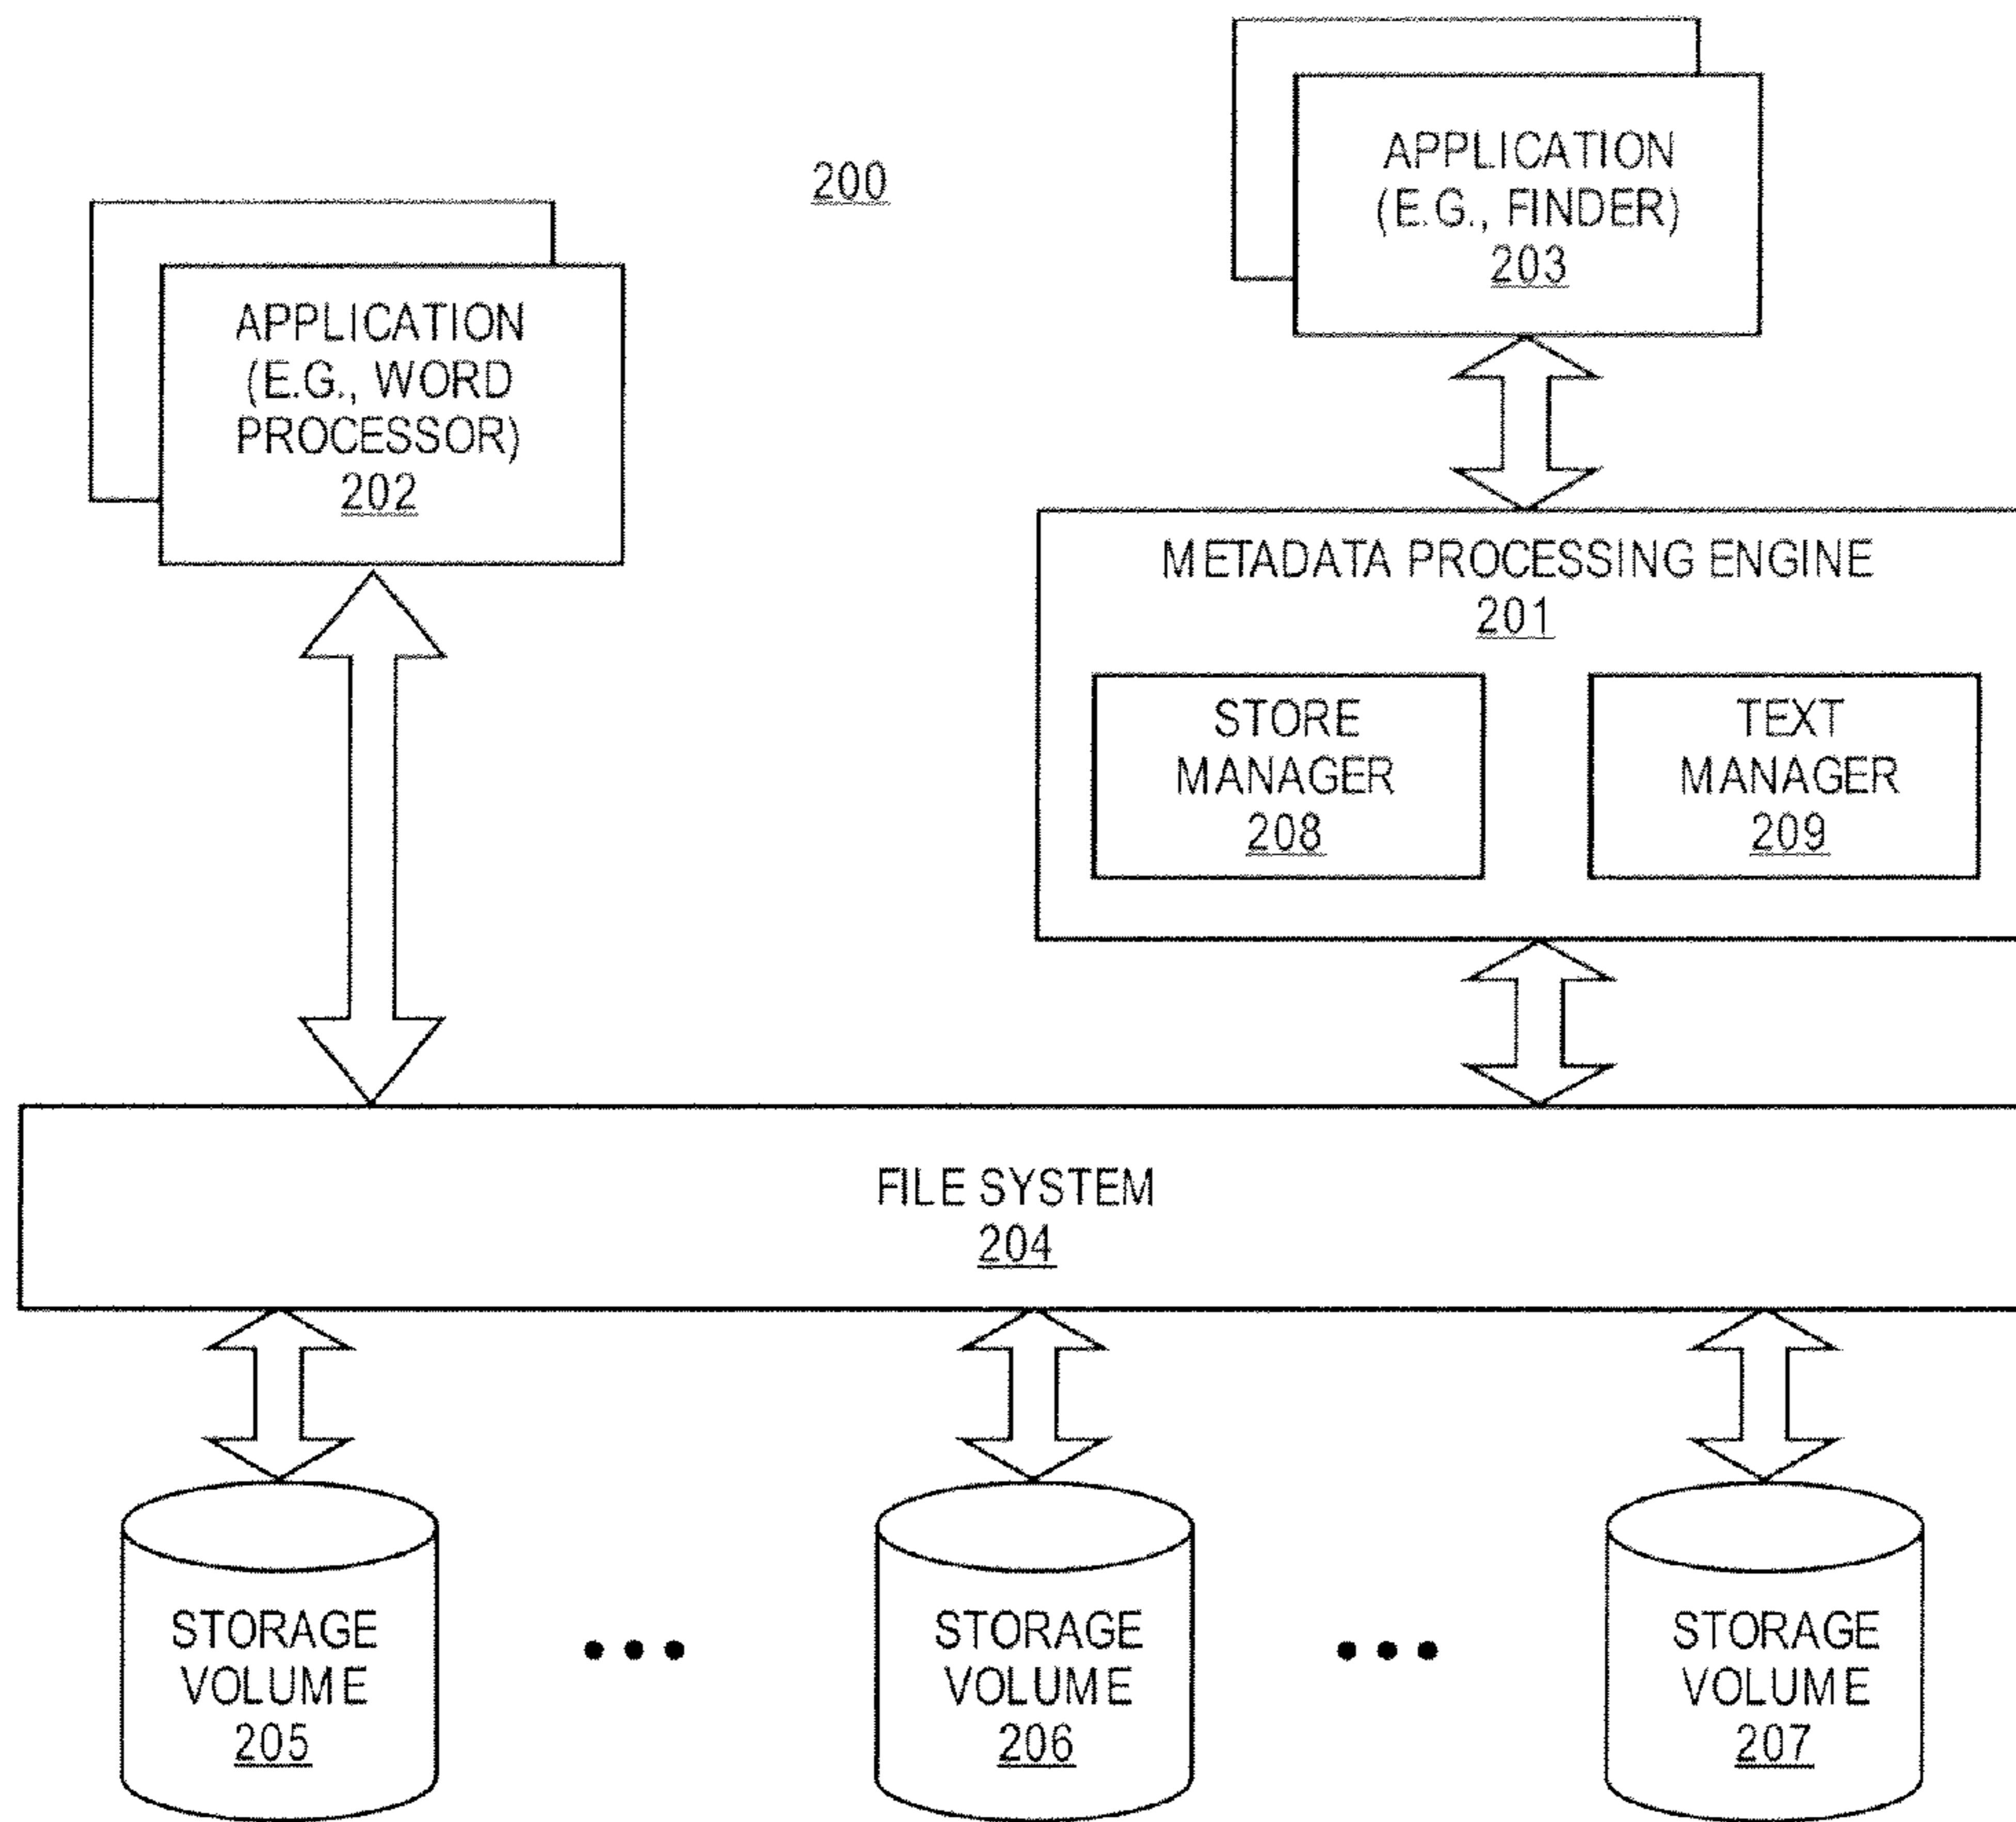 200
APPLICATION
(E.G., FINDER)
203
APPLICATION
(E.G., WORD
PROCESSOR)
202
METADATA PROCESSING ENGINE
201
STORE
MANAGER
208
TEXT
MANAGER
209
FILE SYSTEM
204
STORAGE
VOLUME
205
STORAGE
VOLUME
206
STORAGE
VOLUME
207